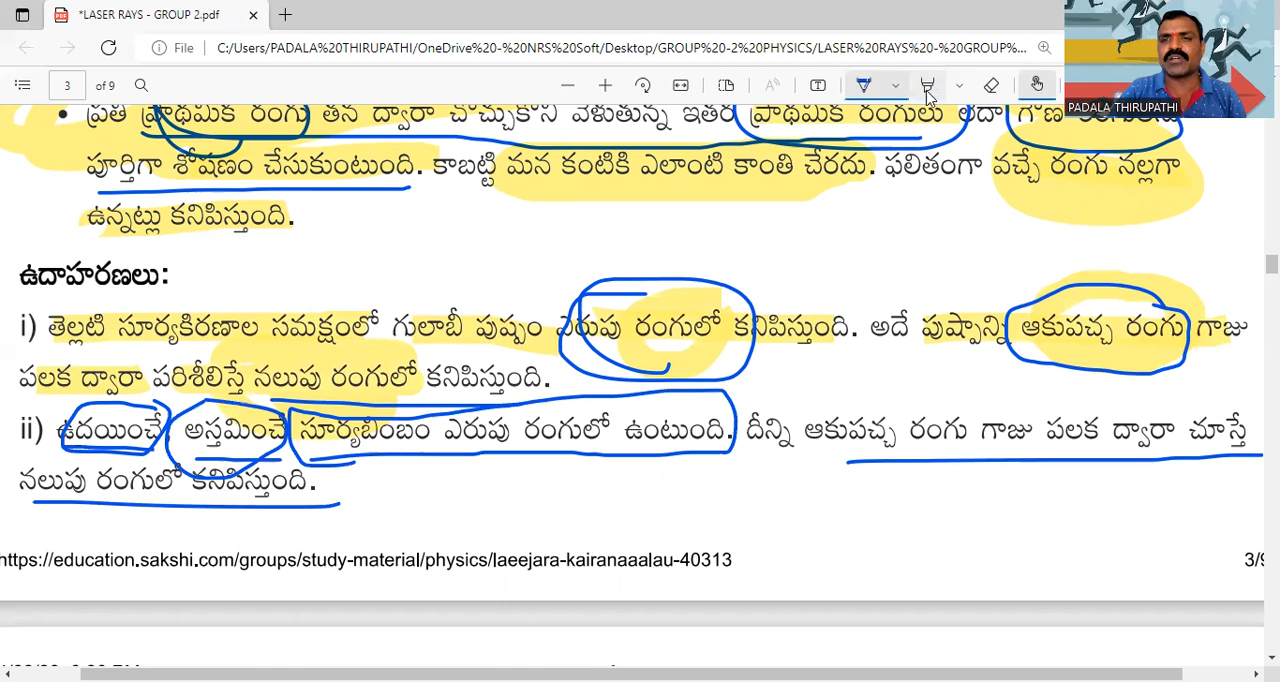 *LASER RAYS - GROUP 2.pdf
File C:/Users/PADALA%20THIRUPATHI/OneDrive%20-%20NRS%20Soft/Desktop/GROUP%20-2%20PHYSICS/LASER%20RAYS%20-%20GROUP%...
3 of 9
PADALA THIRUPATHI
• ప్రతి ప్రాథమిక రంగు తన ద్వారా చొచ్చుకొని వెళుతున్న ఇతర ప్రాథమిక రంగులు లేదా గౌణ
పూర్తిగా శోషణం చేసుకుంటుంది. కాబట్టి మన కంటికి ఎలాంటి కాంతి చేరదు. ఫలితంగా వచ్చే రంగు నల్లగా
ఉన్నట్లు కనిపిస్తుంది.
ఉదాహరణలు:
i) తెల్లటి సూర్యకిరణాల సమక్షంలో గులాబీ పుష్పం ఎరుపు రంగులో కనిపిస్తుంది. అదే పుష్పాన్ని ఆకుపచ్చ రంగు గాజు
పలక ద్వారా పరిశీలిస్తే నలుపు రంగులో కనిపిస్తుంది.
ii) ఉదయించే, అస్తమించే సూర్యబింబం ఎరుపు రంగులో ఉంటుంది. దీన్ని ఆకుపచ్చ రంగు గాజు పలక ద్వారా చూస్తే
నలుపు రంగులో కనిపిస్తుంది.
https://education.sakshi.com/groups/study-material/physics/laeejara-kairanaaalau-40313 3/9